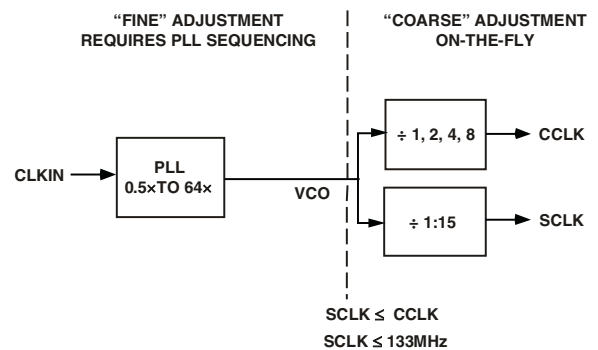 “FINE” ADJUSTMENT
REQUIRES PLL SEQUENCING
“COARSE” ADJUSTMENT
ON-THE-FLY
CLKIN
PLL
0.5×TO 64×
VCO
÷ 1, 2, 4, 8
CCLK
÷ 1:15
SCLK
SCLK ≤ CCLK
SCLK ≤ 133MHz